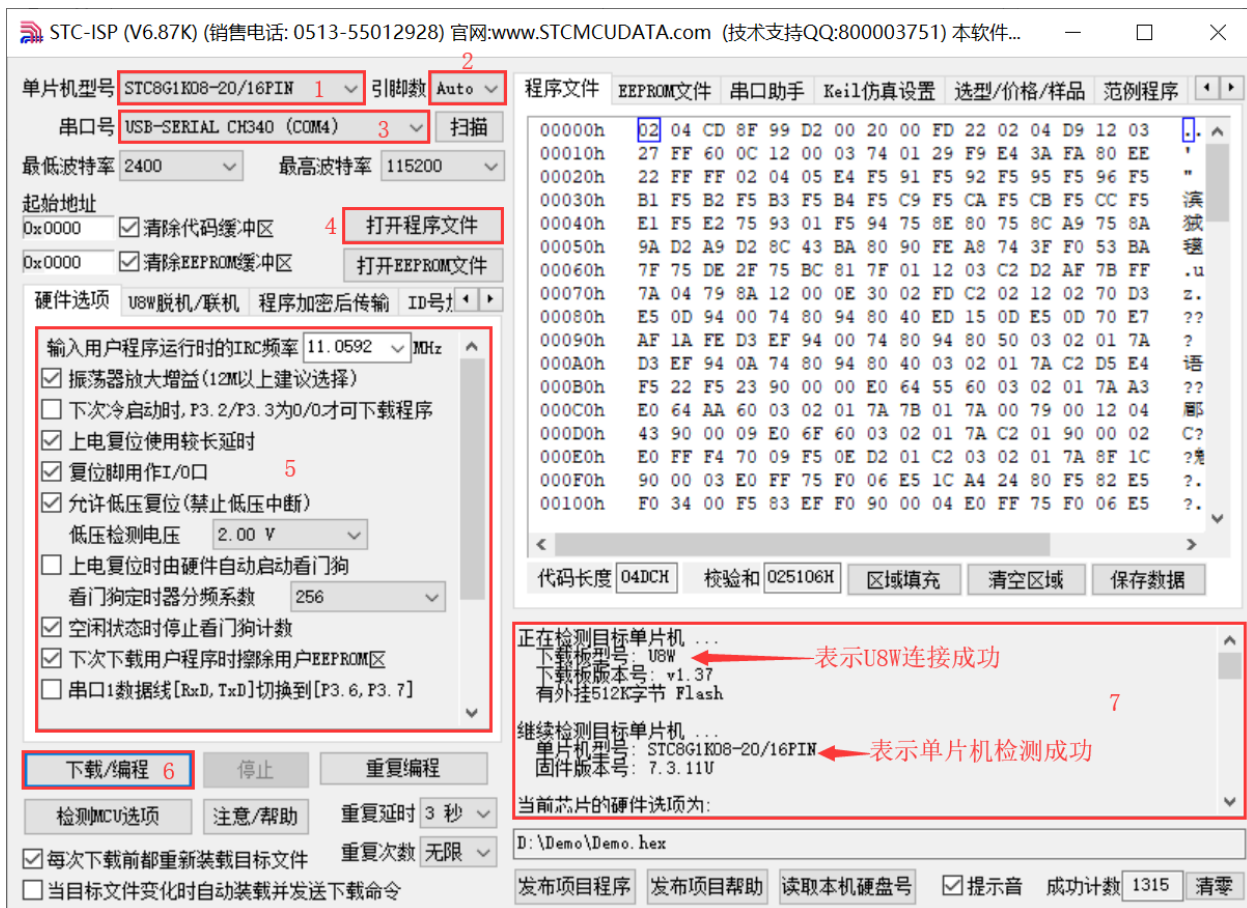 STC-ISP (V6.87K) (销售电话: 0513-55012928) 官网:www.STCMCUDATA.com (技术支持QQ:800003751) 本软件...
单片机型号 STC8G1K08-20/16PIN 1 引脚数 Auto 2
串口号 USB-SERIAL CH340 (COM4) 3 扫描
最低波特率 2400 最高波特率 115200
起始地址
0x0000 清除代码缓冲区 4 打开程序文件
0x0000 清除EEPROM缓冲区 打开EEPROM文件
硬件选项 U8W脱机/联机 程序加密后传输 ID号
输入用户程序运行时的IRC频率 11.0592 MHz
振荡器放大增益(12M以上建议选择)
下次冷启动时,P3.2/P3.3为0/0才可下载程序
上电复位使用较长延时
复位脚用作I/O口 5
允许低压复位(禁止低压中断)
低压检测电压 2.00 V
上电复位时由硬件自动启动看门狗
看门狗定时器分频系数 256
空闲状态时停止看门狗计数
下次下载用户程序时擦除用户EEPROM区
串口1数据线[RxD,TxD]切换到[P3.6,P3.7]
下载/编程 6 停止 重复编程
检测MCU选项 注意/帮助 重复延时 3 秒
每次下载前都重新装载目标文件 重复次数 无限
当目标文件变化时自动装载并发送下载命令
程序文件 EEPROM文件 串口助手 Keil仿真设置 选型/价格/样品 范例程序
00000h 02 04 CD 8F 99 D2 00 20 00 FD 22 02 04 D9 12 03 ..
00010h 27 FF 60 0C 12 00 03 74 01 29 F9 E4 3A FA 80 EE '
00020h 22 FF FF 02 04 05 E4 F5 91 F5 92 F5 95 F5 96 F5 "
00030h B1 F5 B2 F5 B3 F5 B4 F5 C9 F5 CA F5 CB F5 CC F5
00040h E1 F5 E2 75 93 01 F5 94 75 8E 80 75 8C A9 75 8A
00050h 9A D2 A9 D2 8C 43 BA 80 90 FE A8 74 3F F0 53 BA
00060h 7F 75 DE 2F 75 BC 81 7F 01 12 03 C2 D2 AF 7B FF .u
00070h 7A 04 79 8A 12 00 0E 30 02 FD C2 02 12 02 70 D3 z.
00080h E5 0D 94 00 74 80 94 80 40 ED 15 0D E5 0D 70 E7 ??
00090h AF 1A FE D3 EF 94 00 74 80 94 80 50 03 02 01 7A ?
000A0h D3 EF 94 0A 74 80 94 80 40 03 02 01 7A C2 D5 E4 语
000B0h F5 22 F5 23 90 00 00 E0 64 55 60 03 02 01 7A A3 ??
000C0h E0 64 AA 60 03 02 01 7A 7B 01 7A 00 79 00 12 04
000D0h 43 90 00 09 E0 6F 60 03 02 01 7A C2 01 90 00 02 C?
000E0h E0 FF F4 70 09 F5 0E D2 01 C2 03 02 01 7A 8F 1C
000F0h 90 00 03 E0 FF 75 F0 06 E5 1C A4 24 80 F5 82 E5 ?.
00100h F0 34 00 F5 83 EF F0 90 00 04 E0 FF 75 F0 06 E5 ?.
代码长度 04DCH 校验和 025106H 区域填充 清空区域 保存数据
正在检测目标单片机 ...
下载板型号: U8W 表示U8W连接成功
下载板版本号: v1.37
有外挂512K字节 Flash 7
继续检测目标单片机 ...
单片机型号: STC8G1K08-20/16PIN 表示单片机检测成功
固件版本号: 7.3.11U
当前芯片的硬件选项为:
D:\Demo\Demo.hex
发布项目程序 发布项目帮助 读取本机硬盘号 提示音 成功计数 1315 清零